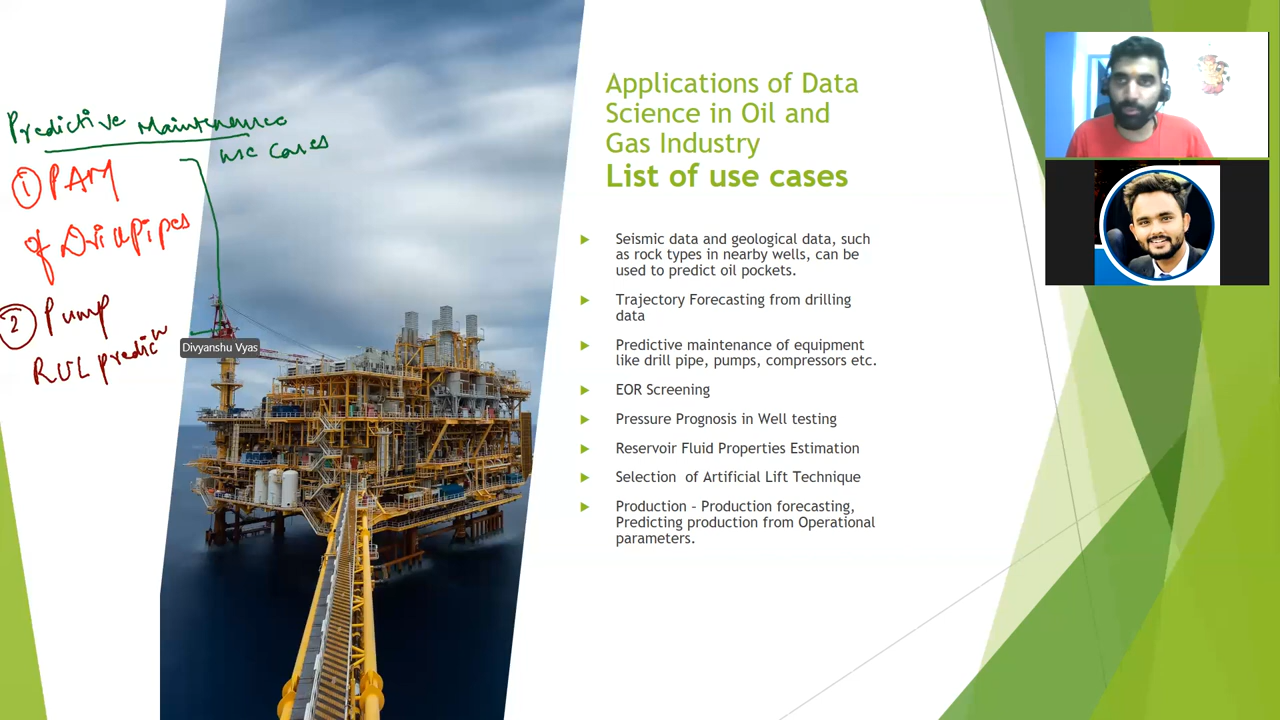 Predictive Maintenance
use cases
① PAM
of Drillpipes
② Pump
RUL predic
Divyanshu Vyas
Applications of Data
Science in Oil and
Gas Industry
List of use cases
Seismic data and geological data, such
as rock types in nearby wells, can be
used to predict oil pockets.
Trajectory Forecasting from drilling
data
Predictive maintenance of equipment
like drill pipe, pumps, compressors etc.
EOR Screening
Pressure Prognosis in Well testing
Reservoir Fluid Properties Estimation
Selection of Artificial Lift Technique
Production – Production forecasting,
Predicting production from Operational
parameters.